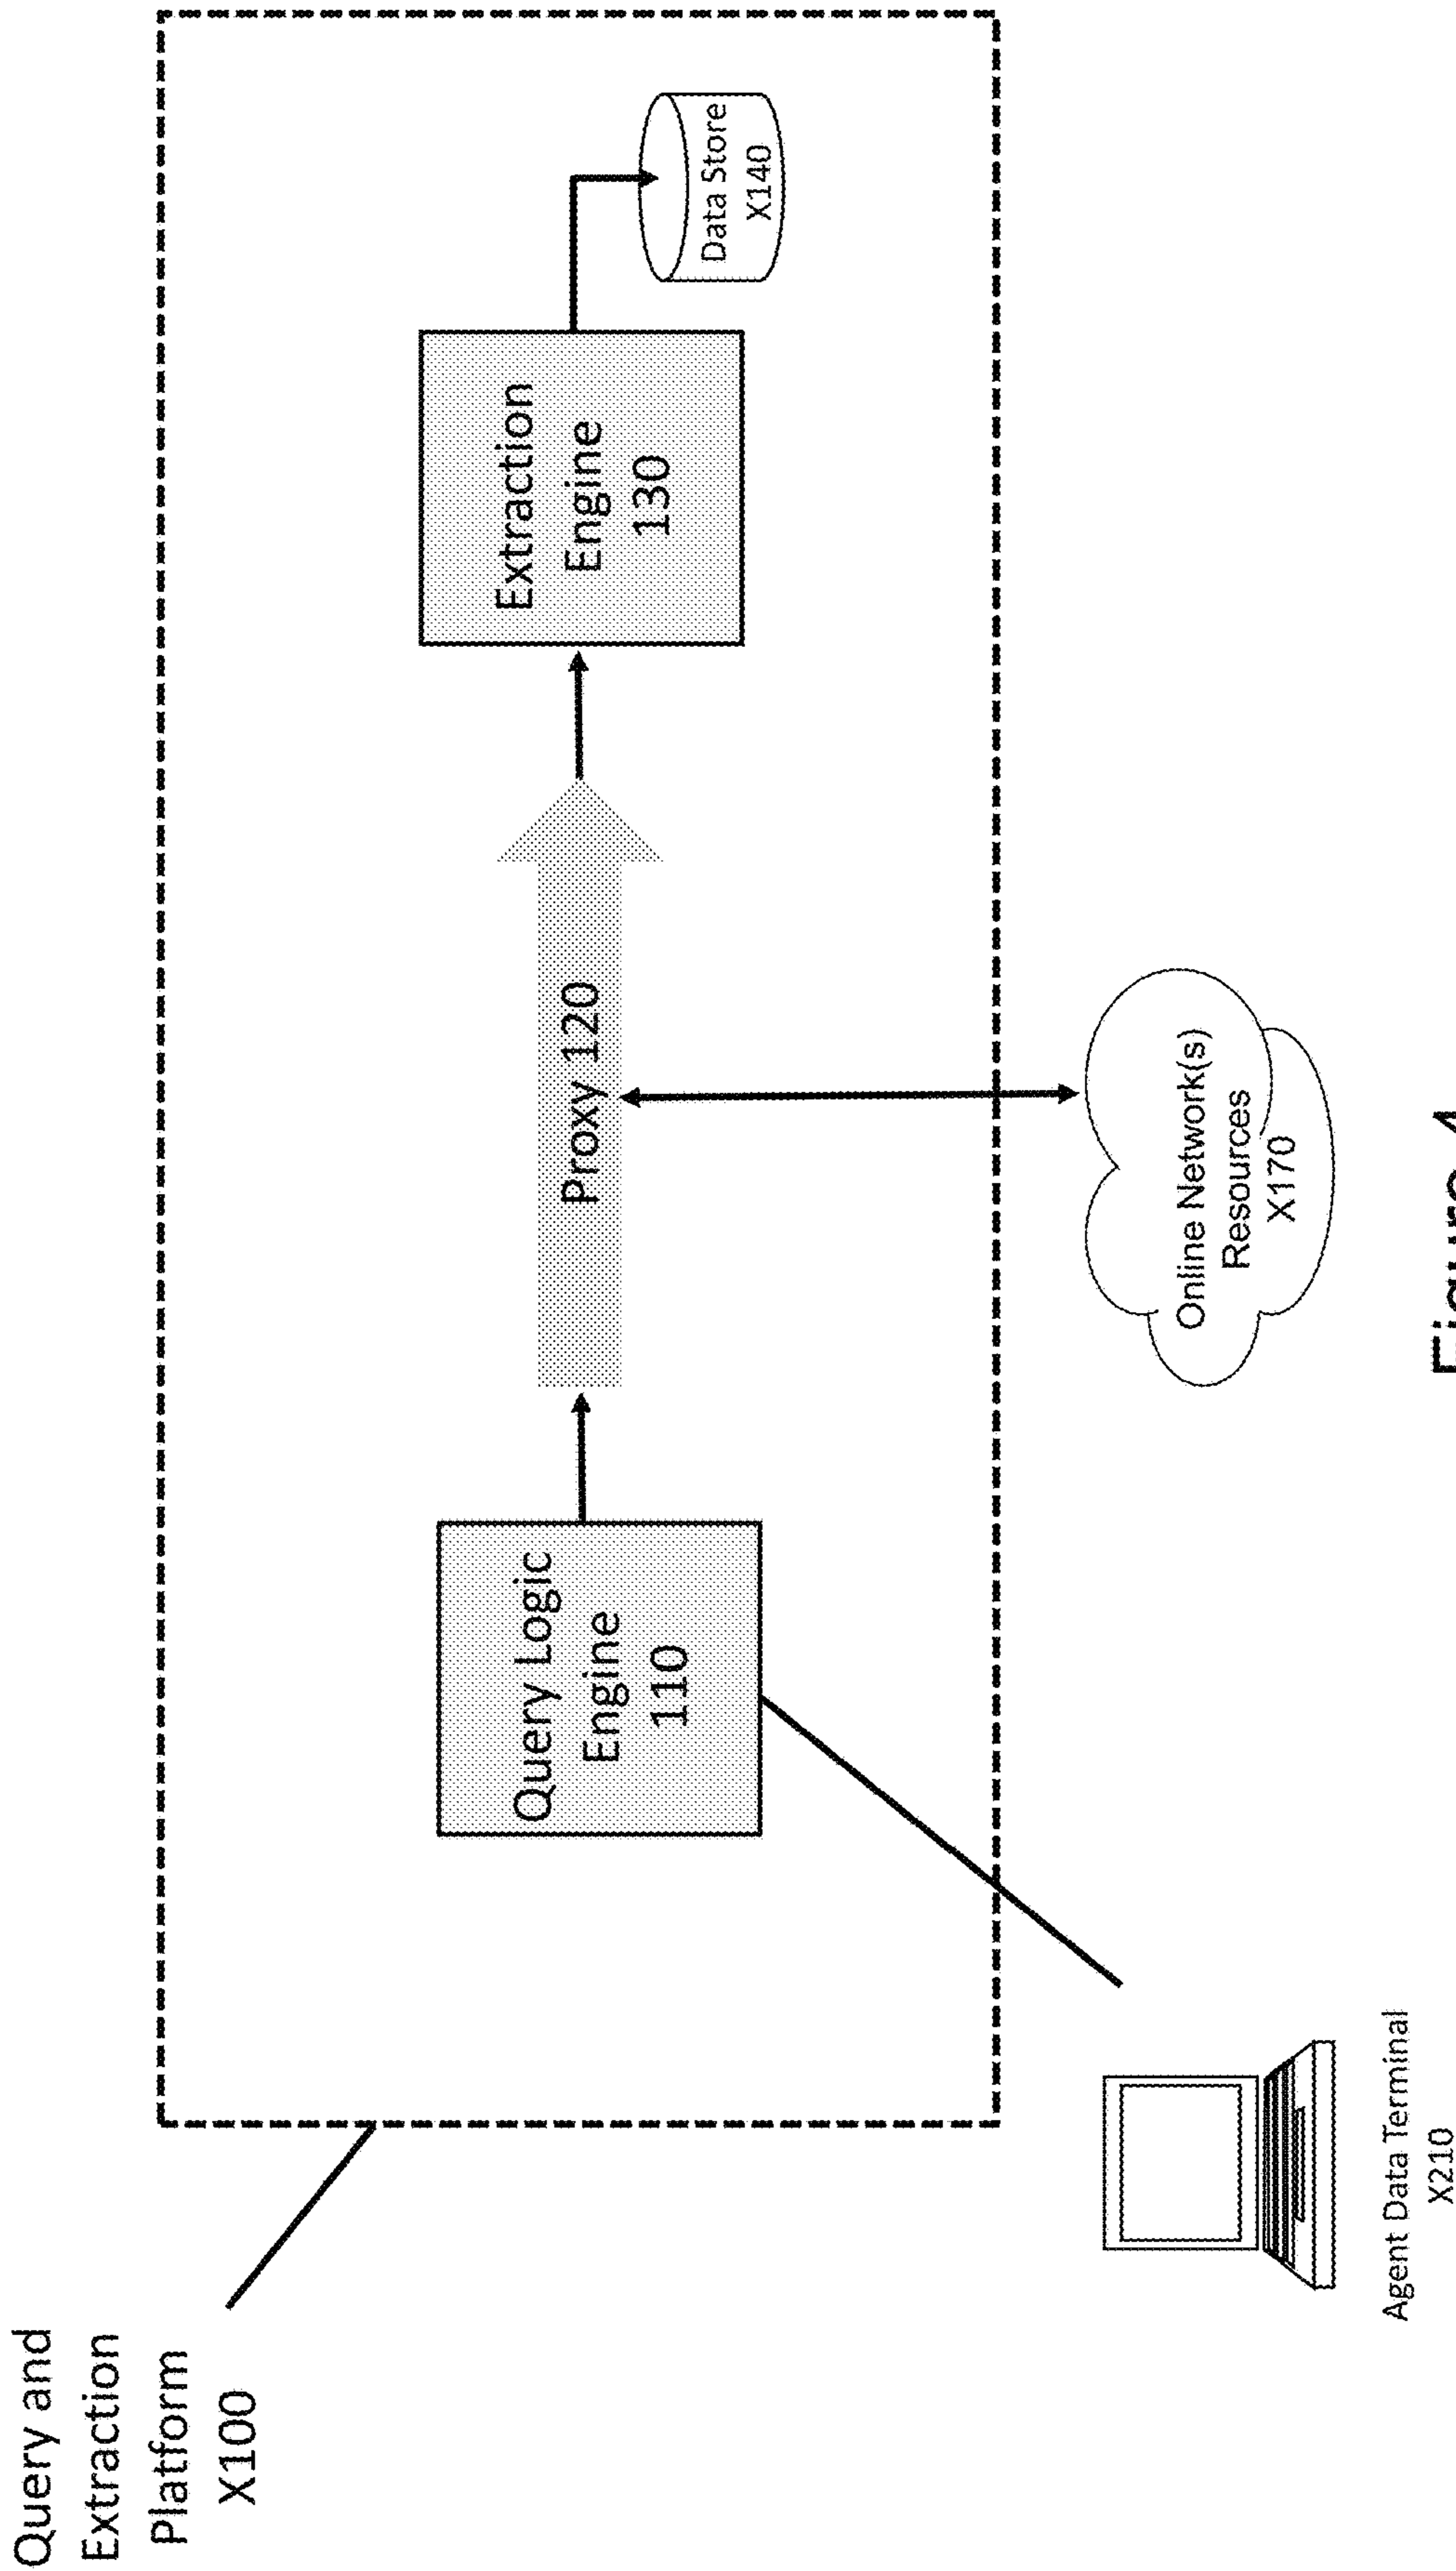 Query and
Extraction
Platform
X100
Query Logic
Engine
110
Proxy 120
Extraction
Engine
130
Data Store
X140
Online Network(s)
Resources
X170
Agent Data Terminal
X210